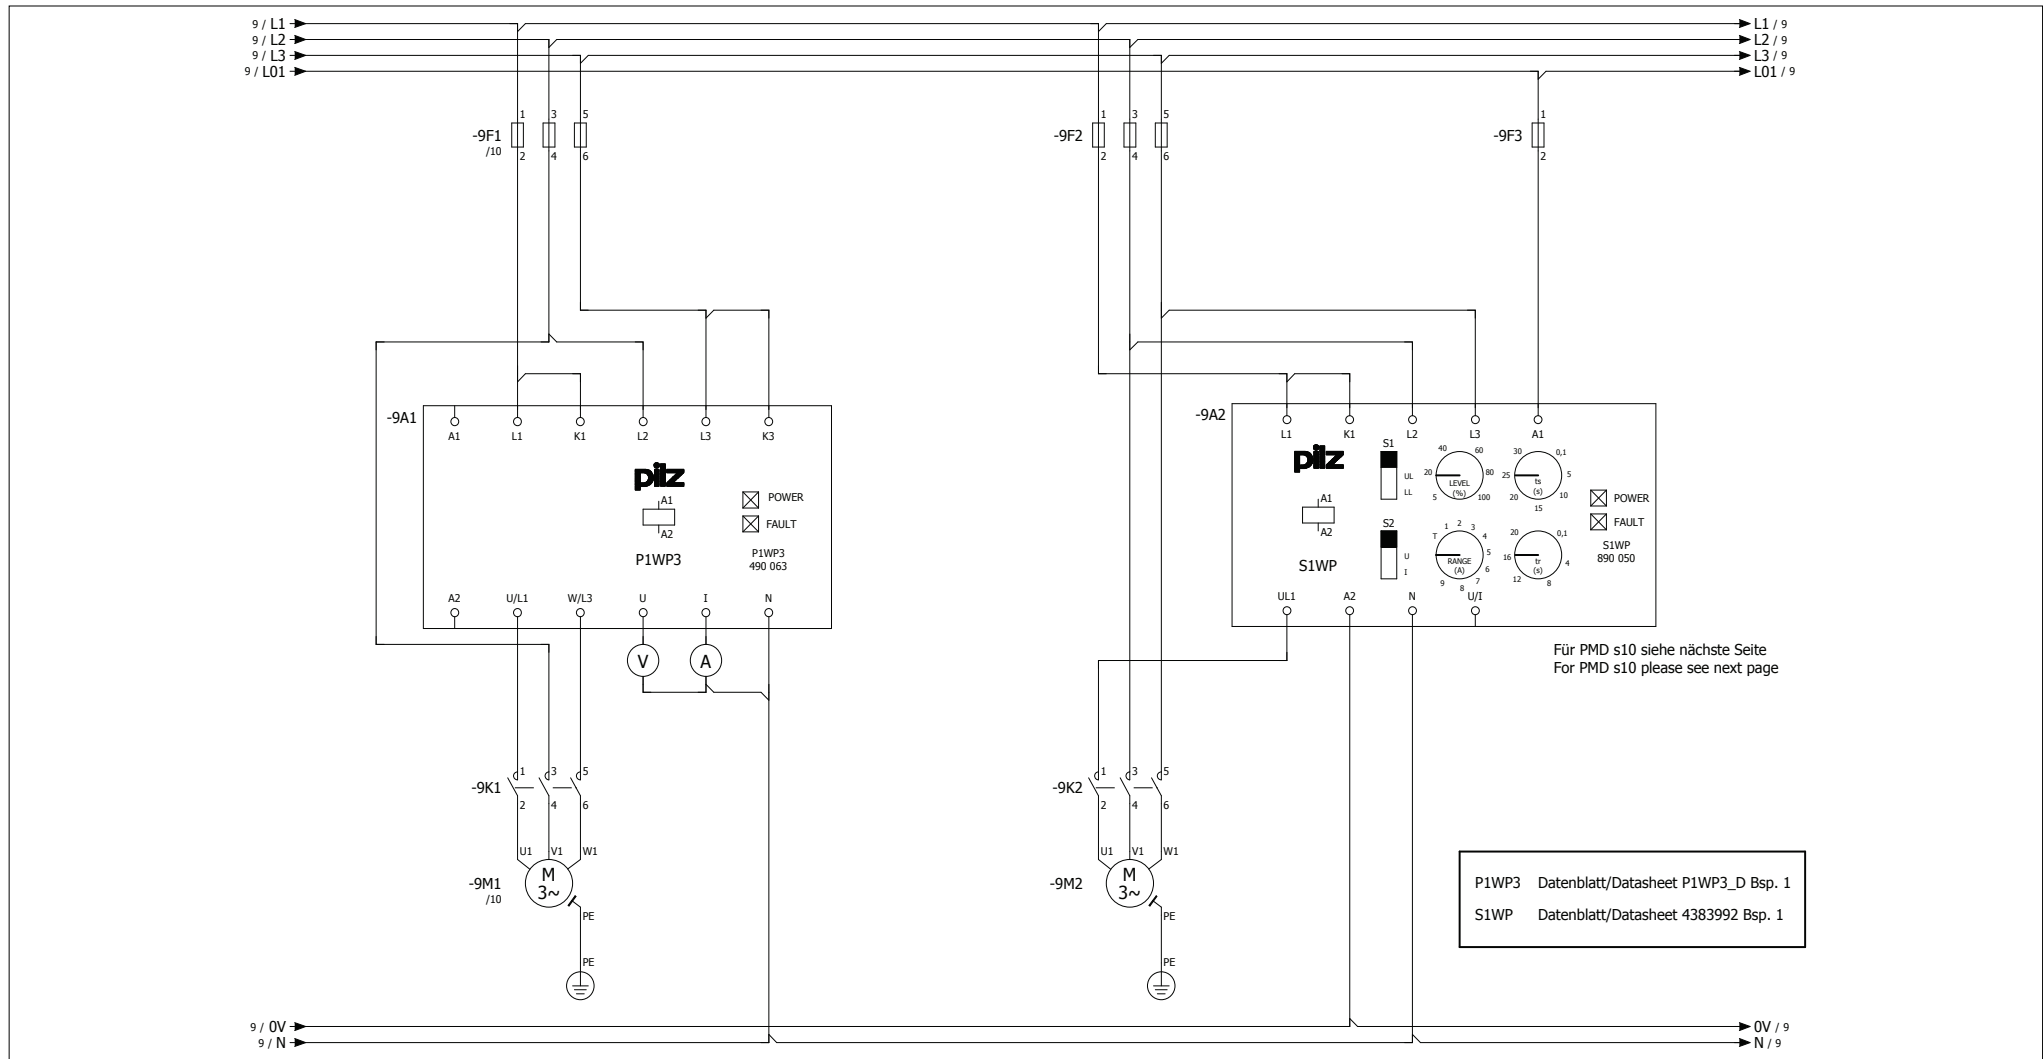 9 / L1
L1 / 9
9 / L2
L2 / 9
9 / L3
L3 / 9
9 / L01
L01 / 9
-9F1
/10
1 3 5
2 4 6
-9F2
1 3 5
2 4 6
-9F3
1
2
-9A1
A1 L1 K1 L2 L3 K3
pilz
A1
A2
P1WP3
POWER
FAULT
P1WP3
490 063
A2 U/L1 W/L3 U I N
V A
-9K1
1 3 5
2 4 6
U1 V1 W1
-9M1
/10
M
3~
PE
PE
-9A2
L1 K1 L2 L3 A1
pilz
A1
A2
S1WP
S1
UL
LL
S2
U
I
5 20 40 60 80 100
LEVEL
(%)
T 1 2 3 4 5 6 7 8 9
RANGE
(A)
0,1 5 10 15 20 25 30
ts
(s)
0,1 4 8 12 16 20
tr
(s)
POWER
FAULT
S1WP
890 050
UL1 A2 N U/I
Für PMD s10 siehe nächste Seite
For PMD s10 please see next page
-9K2
1 3 5
2 4 6
U1 V1 W1
-9M2
M
3~
PE
PE
P1WP3 Datenblatt/Datasheet P1WP3_D Bsp. 1
S1WP Datenblatt/Datasheet 4383992 Bsp. 1
9 / 0V
0V / 9
9 / N
N / 9